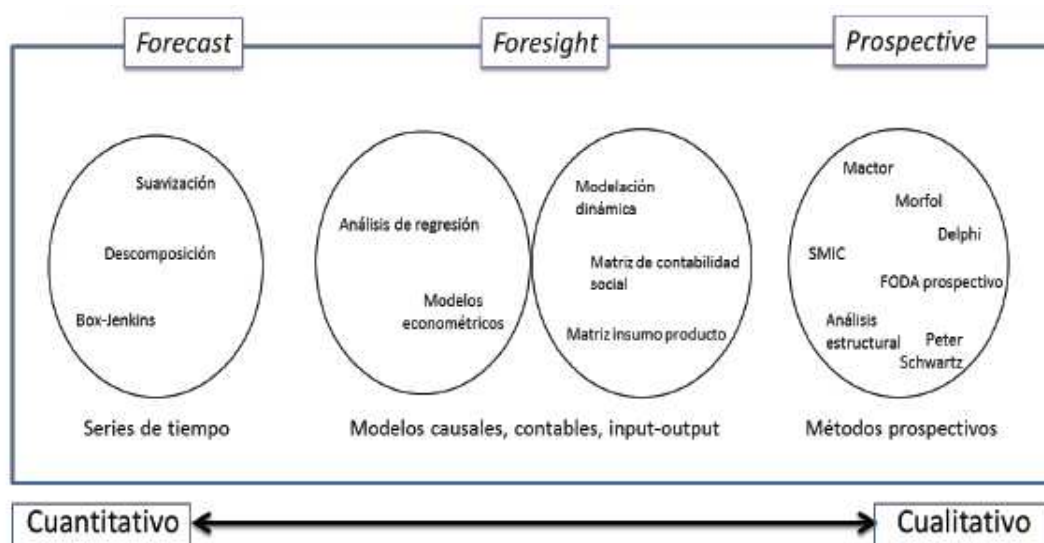 Forecast
Foresight
Prospective
Suavización
Descomposición
Box-Jenkins
Análisis de regresión
Modelos
econométricos
Modelación
dinámica
Matriz de contabilidad
social
Matriz insumo producto
Mactor
Morfol
Delphi
SMIC
FODA prospectivo
Análisis
estructural
Peter
Schwartz
Series de tiempo
Modelos causales, contables, input-output
Métodos prospectivos
Cuantitativo
Cualitativo